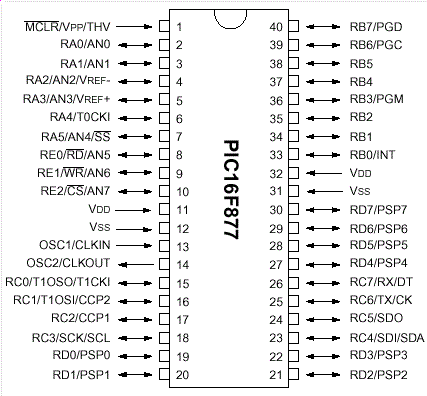 MCLR/VPP/THV 1 40 RB7/PGD
RA0/AN0 2 39 RB6/PGC
RA1/AN1 3 38 RB5
RA2/AN2/VREF- 4 37 RB4
RA3/AN3/VREF+ 5 36 RB3/PGM
RA4/T0CKI 6 35 RB2
RA5/AN4/SS 7 34 RB1
RE0/RD/AN5 8 33 RB0/INT
RE1/WR/AN6 9 32 VDD
RE2/CS/AN7 10 31 VSS
VDD 11 30 RD7/PSP7
VSS 12 29 RD6/PSP6
OSC1/CLKIN 13 28 RD5/PSP5
OSC2/CLKOUT 14 27 RD4/PSP4
RC0/T1OSO/T1CKI 15 26 RC7/RX/DT
RC1/T1OSI/CCP2 16 25 RC6/TX/CK
RC2/CCP1 17 24 RC5/SDO
RC3/SCK/SCL 18 23 RC4/SDI/SDA
RD0/PSP0 19 22 RD3/PSP3
RD1/PSP1 20 21 RD2/PSP2
PIC16F877